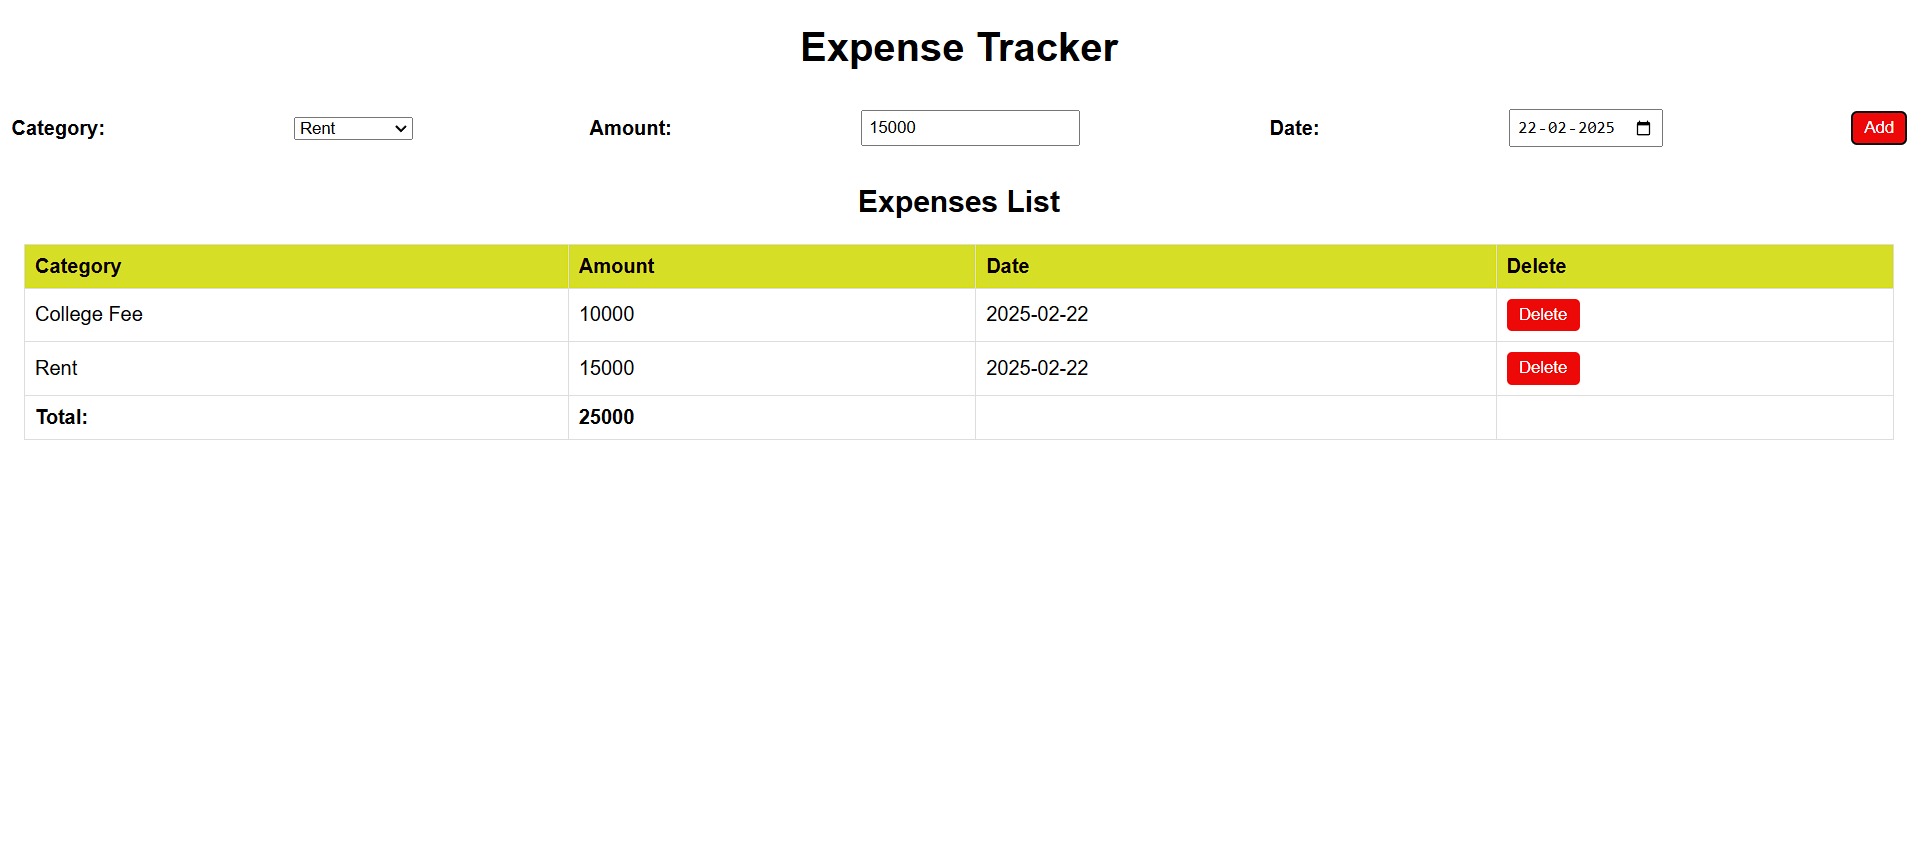 Expense Tracker
Category: Rent Amount: 15000 Date: 22-02-2025 Add
Expenses List
Category Amount Date Delete
College Fee 10000 2025-02-22 Delete
Rent 15000 2025-02-22 Delete
Total: 25000